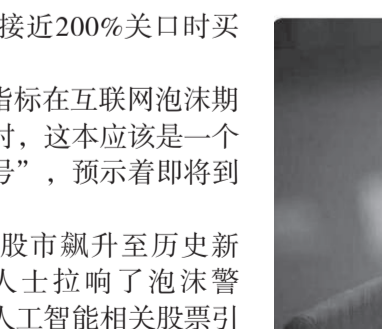 接近200%关口时买
指标在互联网泡沫期
时，这本应该是一个
号”，预示着即将到
股市飙升至历史新
人士拉响了泡沫警
人工智能相关股票引